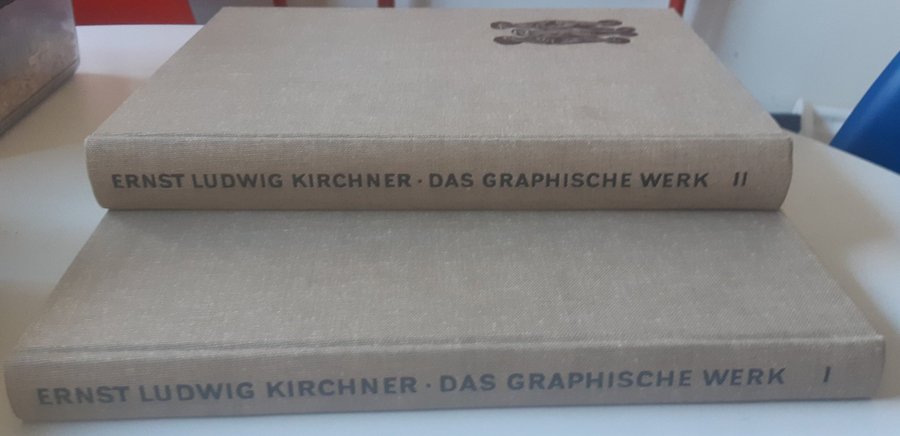 ERNST LUDWIG KIRCHNER · DAS GRAPHISCHE WERK II
ERNST LUDWIG KIRCHNER · DAS GRAPHISCHE WERK I